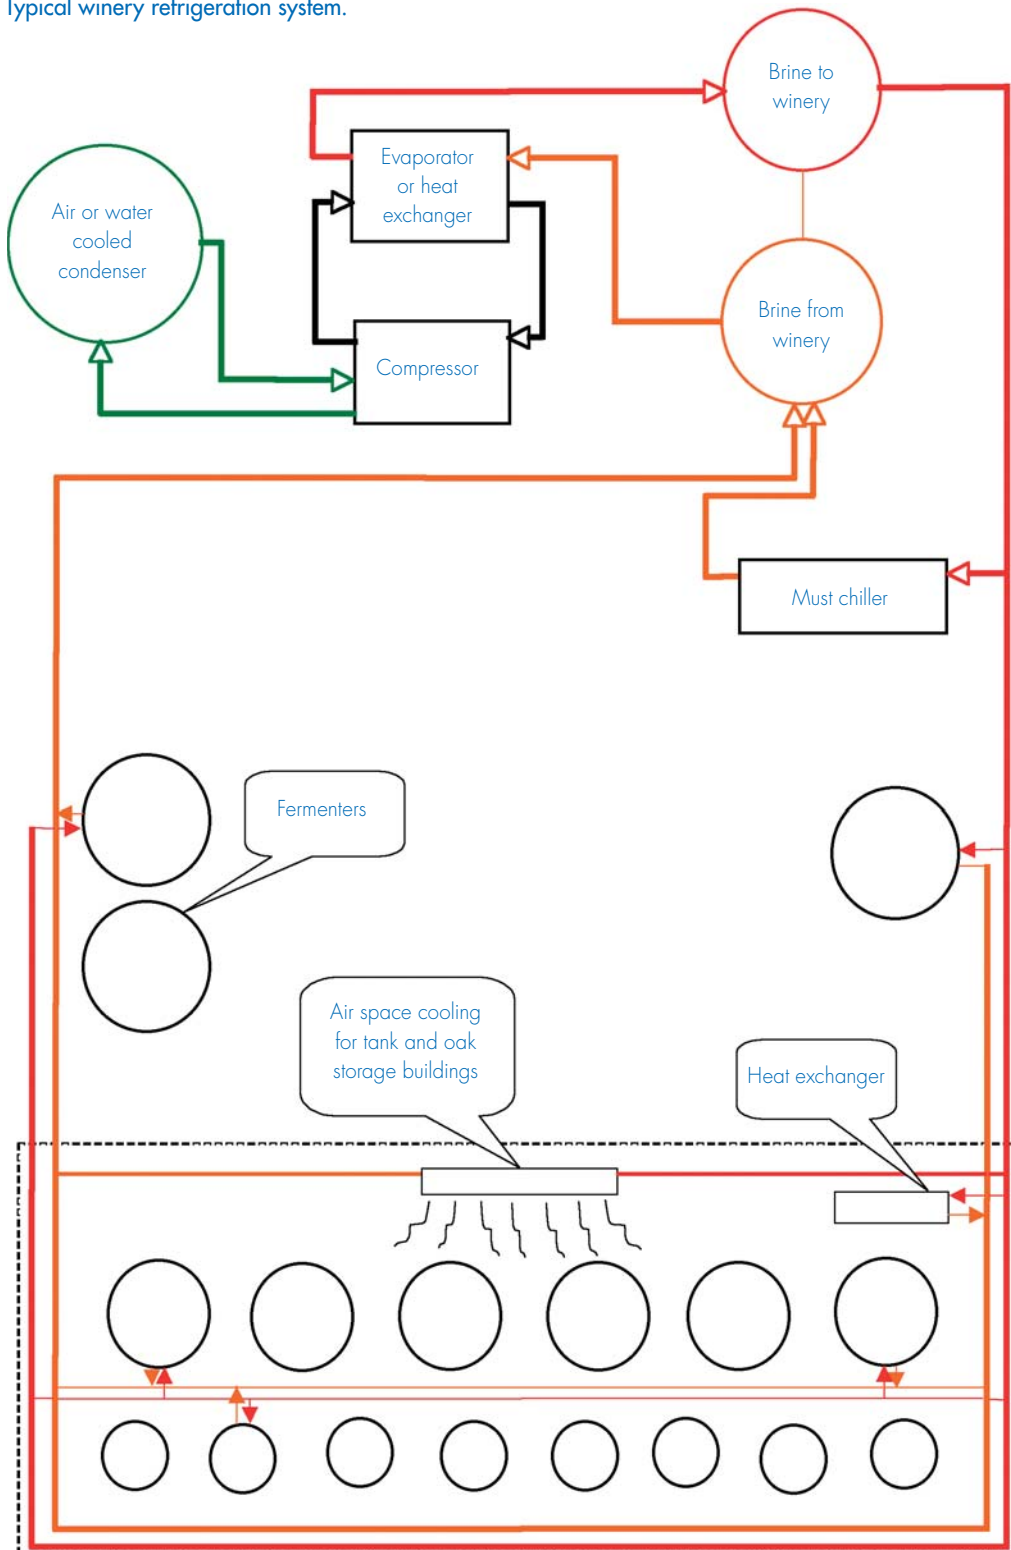 Typical winery refrigeration system.
Brine to
winery
Evaporator
or heat
exchanger
Air or water
cooled
condenser
Brine from
winery
Compressor
Must chiller
Fermenters
Air space cooling
for tank and oak
storage buildings
Heat exchanger